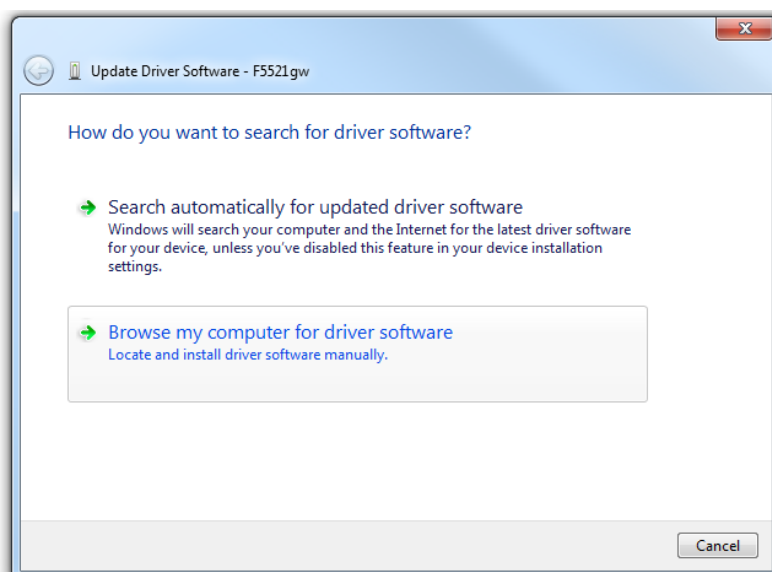 Update Driver Software - F5521gw
How do you want to search for driver software?
Search automatically for updated driver software
Windows will search your computer and the Internet for the latest driver software
for your device, unless you've disabled this feature in your device installation
settings.
Browse my computer for driver software
Locate and install driver software manually.
Cancel